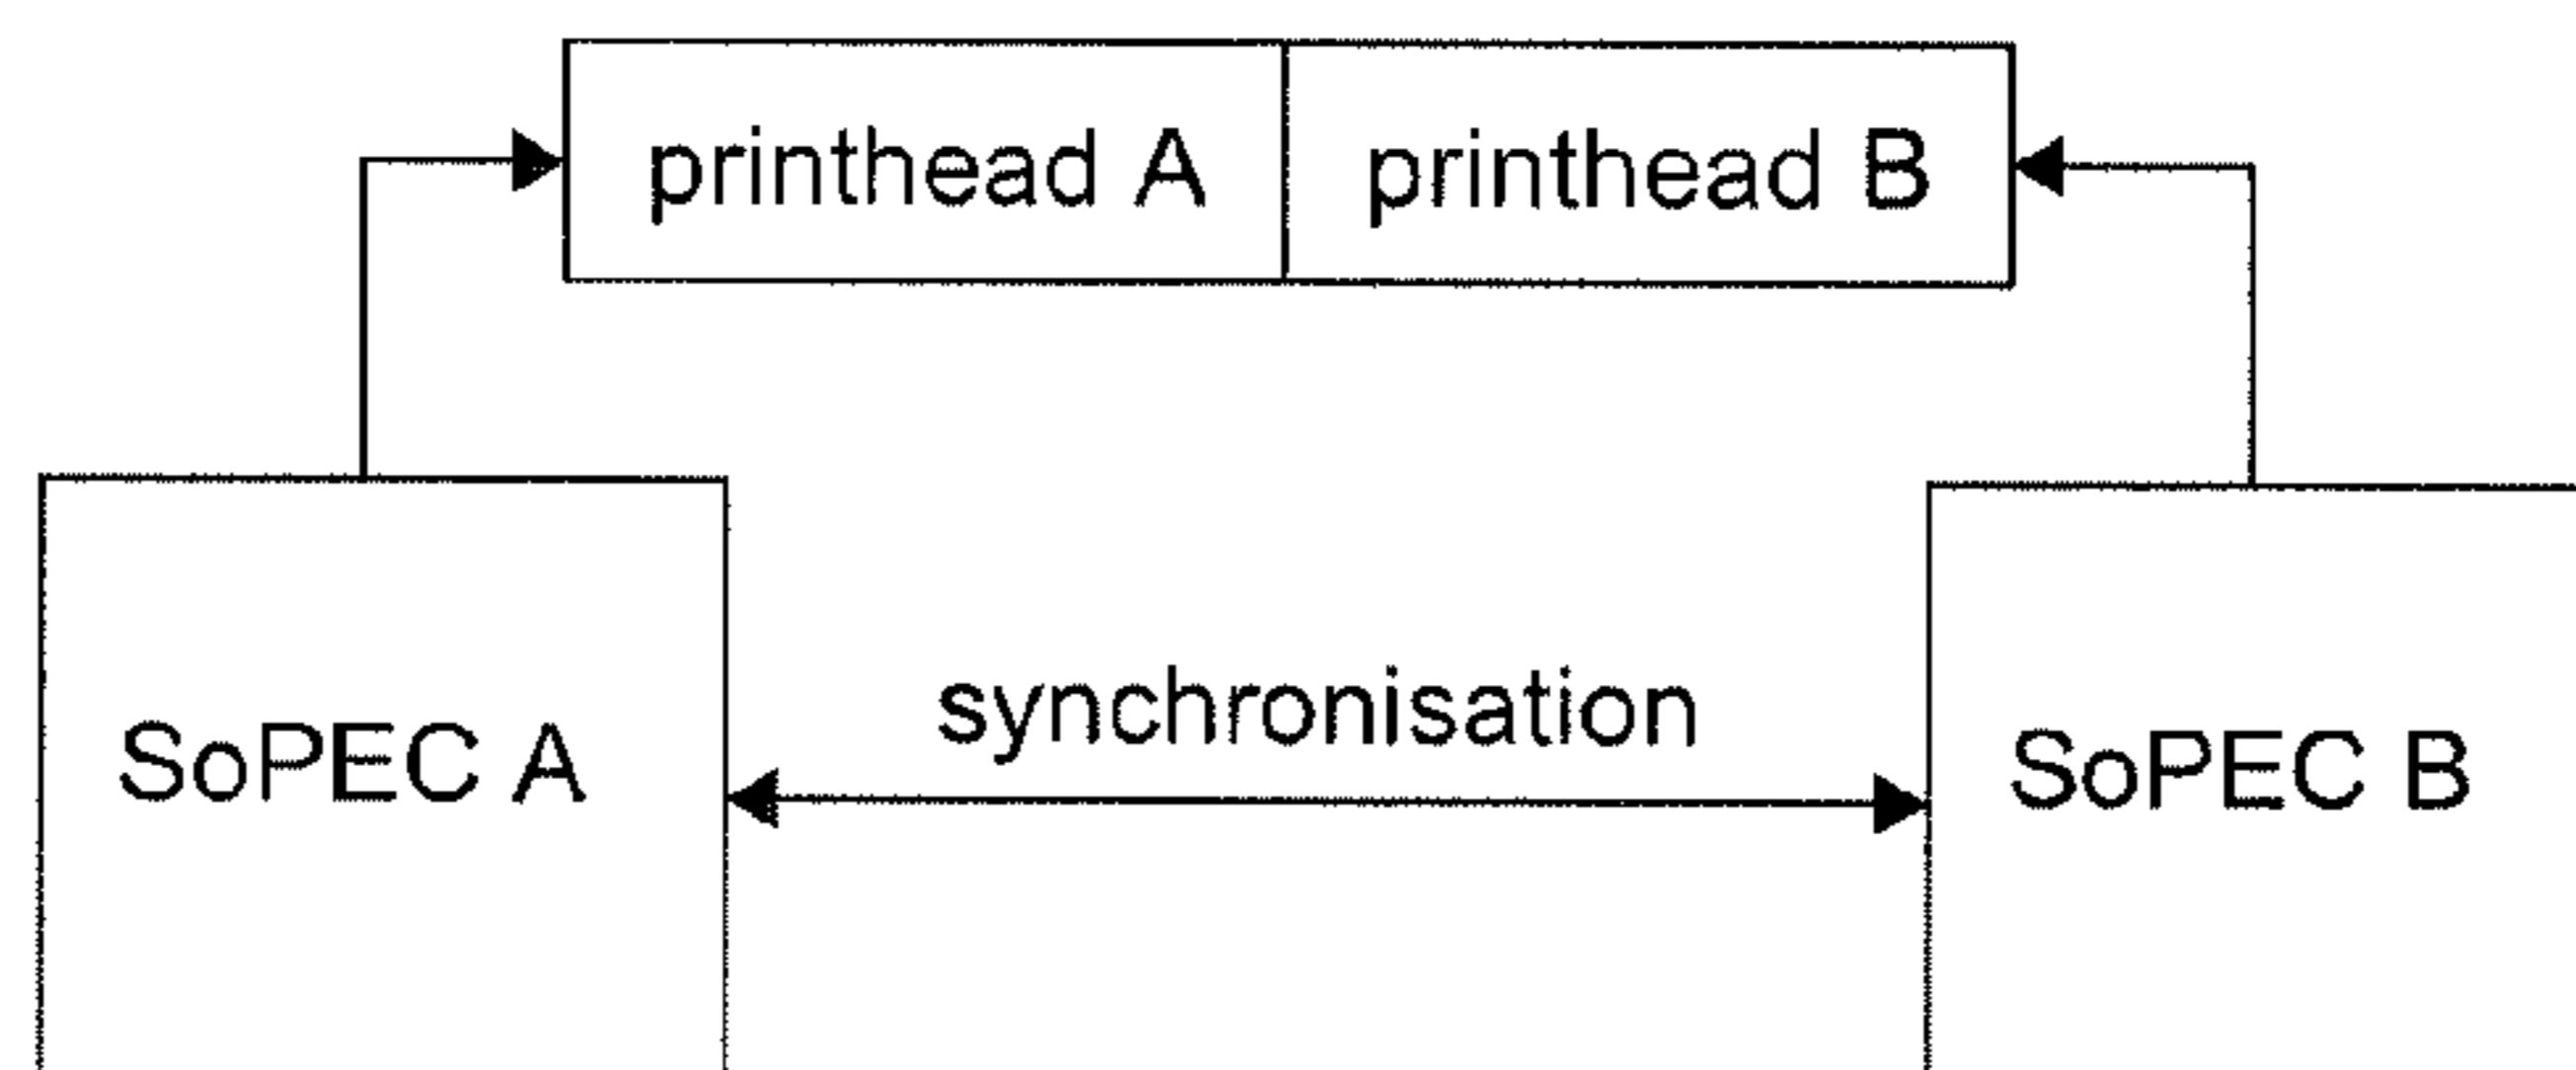 printhead A
printhead B
synchronisation
SoPEC A
SoPEC B